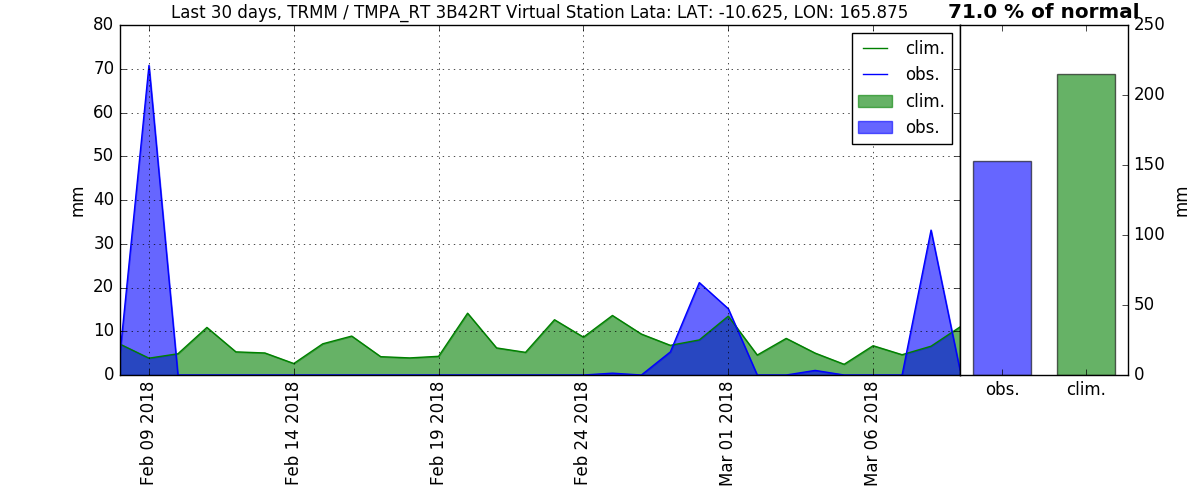 Last 30 days, TRMM / TMPA_RT 3B42RT Virtual Station Lata: LAT: -10.625, LON: 165.875
71.0 % of normal
80
70
60
50
40
30
20
10
0
mm
clim.
obs.
clim.
obs.
Feb 09 2018
Feb 14 2018
Feb 19 2018
Feb 24 2018
Mar 01 2018
Mar 06 2018
250
200
150
100
50
0
mm
obs.
clim.